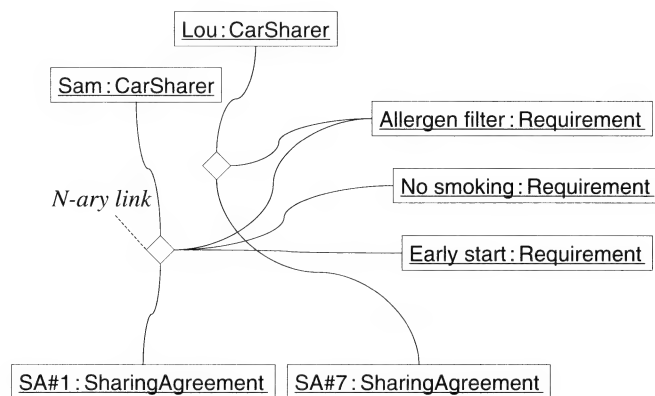 Lou : CarSharer
Sam : CarSharer
Allergen filter : Requirement
No smoking : Requirement
N-ary link
Early start : Requirement
SA#1 : SharingAgreement
SA#7 : SharingAgreement